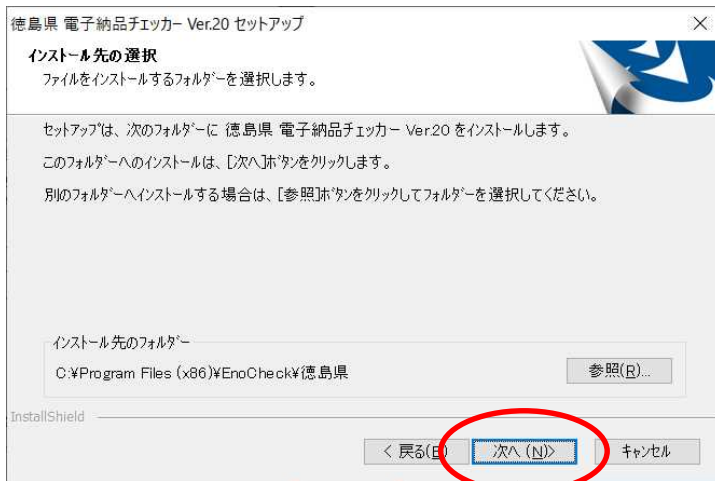 徳島県 電子納品チェッカー Ver.20 セットアップ
インストール先の選択
ファイルをインストールするフォルダーを選択します。
セットアップは、次のフォルダーに 徳島県 電子納品チェッカー Ver.20 をインストールします。
このフォルダーへのインストールは、[次へ]ボタンをクリックします。
別のフォルダーへインストールする場合は、[参照]ボタンをクリックしてフォルダーを選択してください。
インストール先のフォルダー
C:¥Program Files (x86)¥EnoCheck¥徳島県
参照(R)...
InstallShield
< 戻る(B)
次へ (N)>
キャンセル